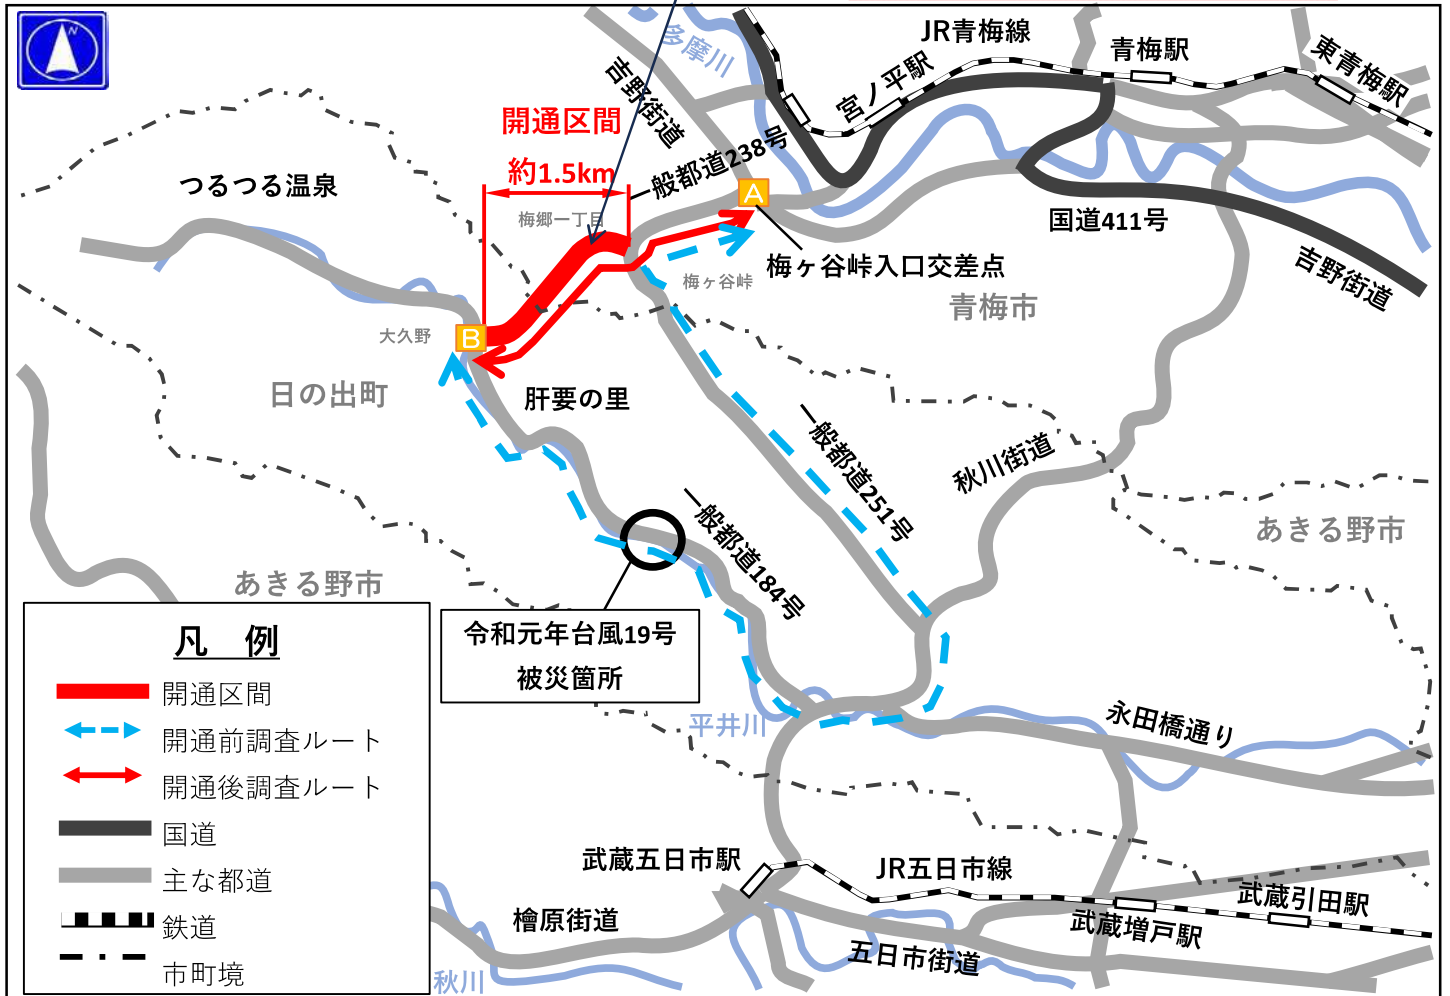 N
多摩川
JR青梅線
青梅駅
東青梅駅
吉野街道
宮ノ平駅
開通区間
約1.5km
一般都道238号
A
つるつる温泉
梅郷一丁目
国道411号
梅ヶ谷峠入口交差点
梅ヶ谷峠
吉野街道
青梅市
大久野
B
日の出町
肝要の里
一般都道251号
秋川街道
一般都道184号
あきる野市
あきる野市
令和元年台風19号
被災箇所
凡 例
開通区間
開通前調査ルート
開通後調査ルート
国道
主な都道
鉄道
市町境
平井川
永田橋通り
武蔵五日市駅
JR五日市線
武蔵引田駅
武蔵増戸駅
檜原街道
五日市街道
秋川